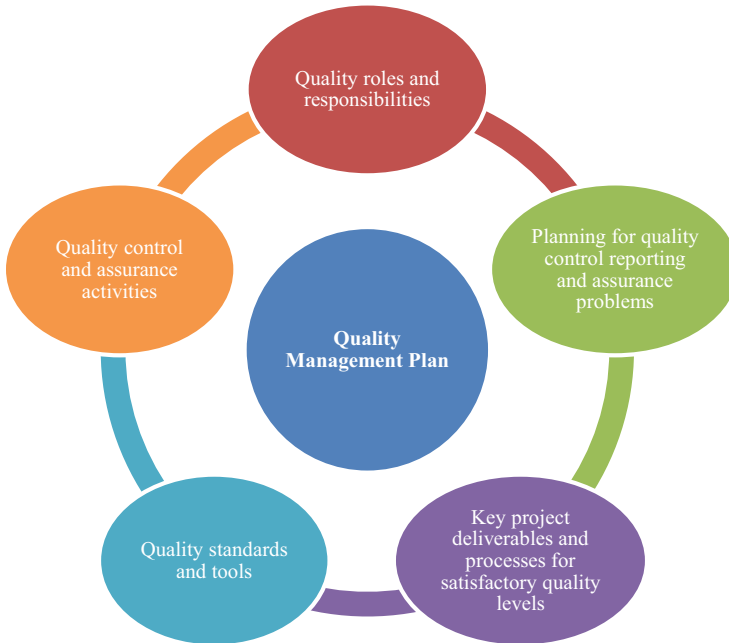 Quality roles and
responsibilities
Planning for quality
control reporting
and assurance
problems
Key project
deliverables and
processes for
satisfactory quality
levels
Quality standards
and tools
Quality control
and assurance
activities
Quality
Management Plan